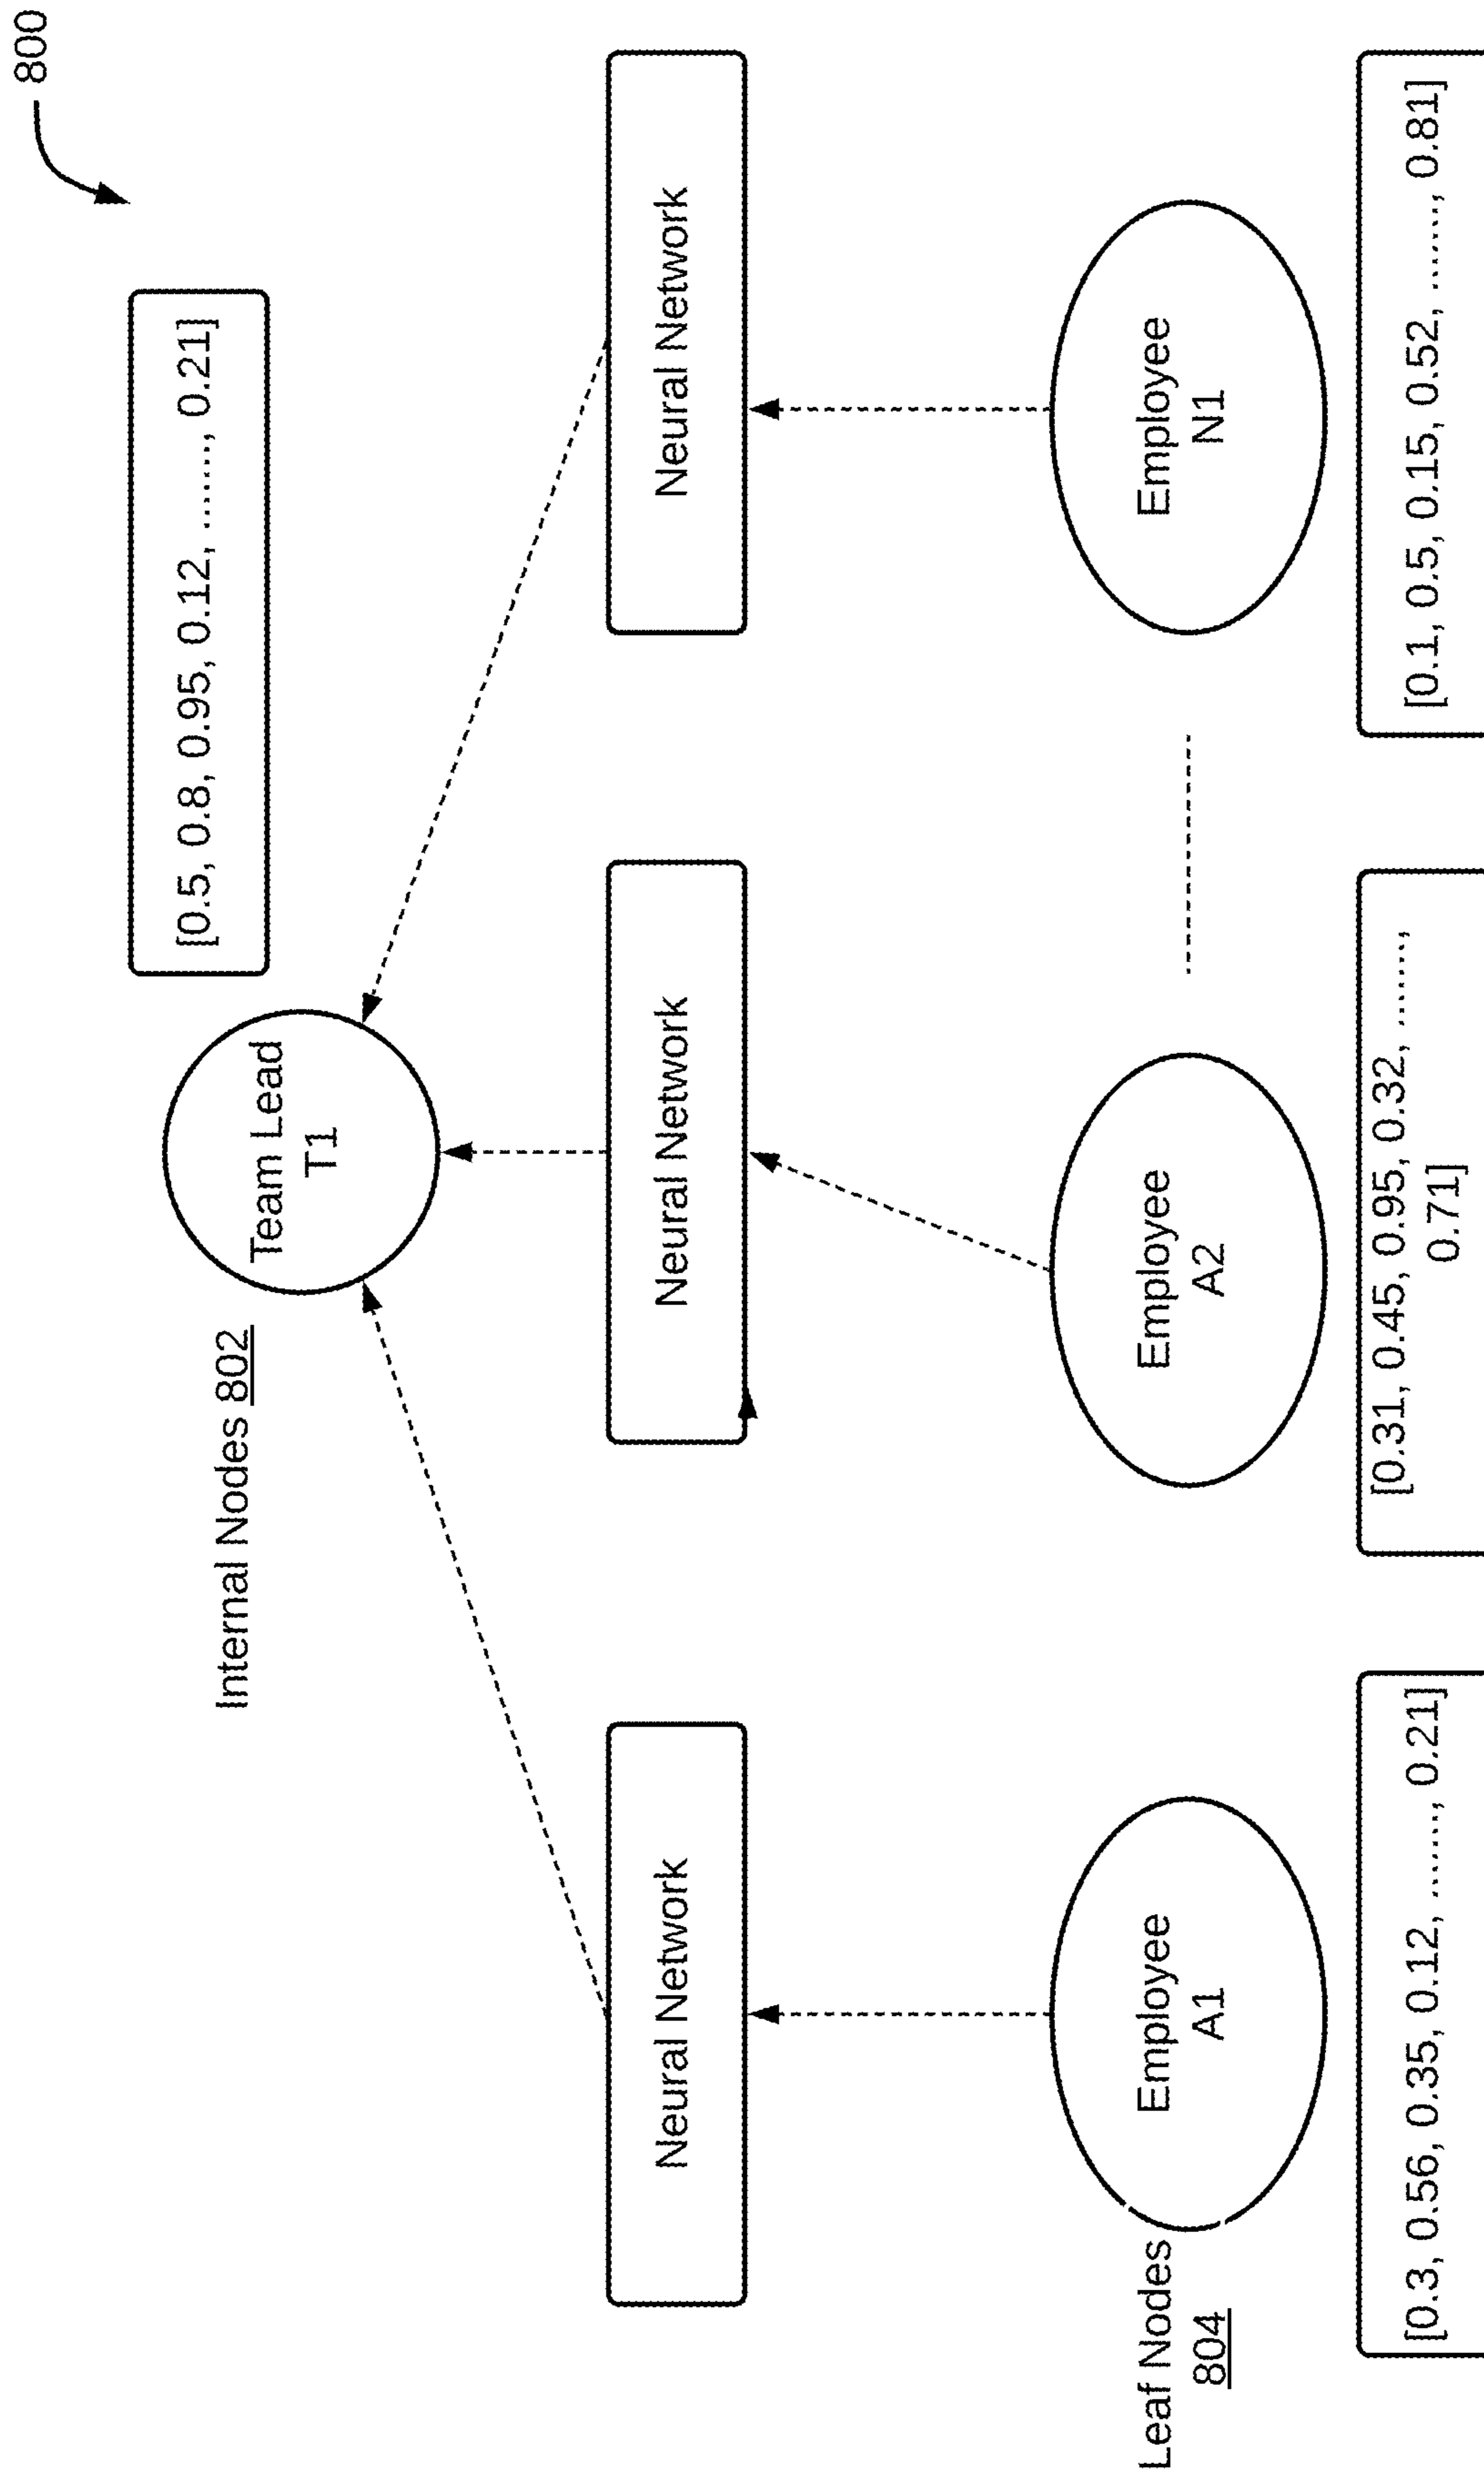 800
[0.5, 0.8, 0.95, 0.12, ........, 0.21]
Internal Nodes 802
Team Lead
T1
Neural Network
Neural Network
Neural Network
Leaf Nodes
804
Employee
A1
Employee
A2
Employee
N1
[0.3, 0.56, 0.35, 0.12, ........, 0.21]
[0.31, 0.45, 0.95, 0.32, ........,
0.71]
[0.1, 0.5, 0.15, 0.52, ........, 0.81]